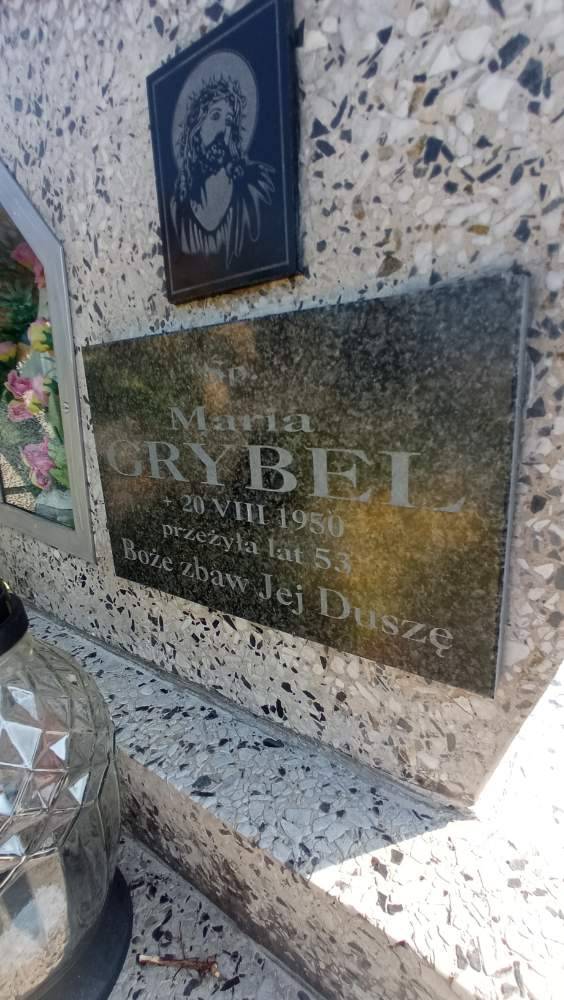 Śp.
Maria
GRYBEL
+ 20 VIII 1950
przeżyła lat 53
Boże zbaw Jej Duszę